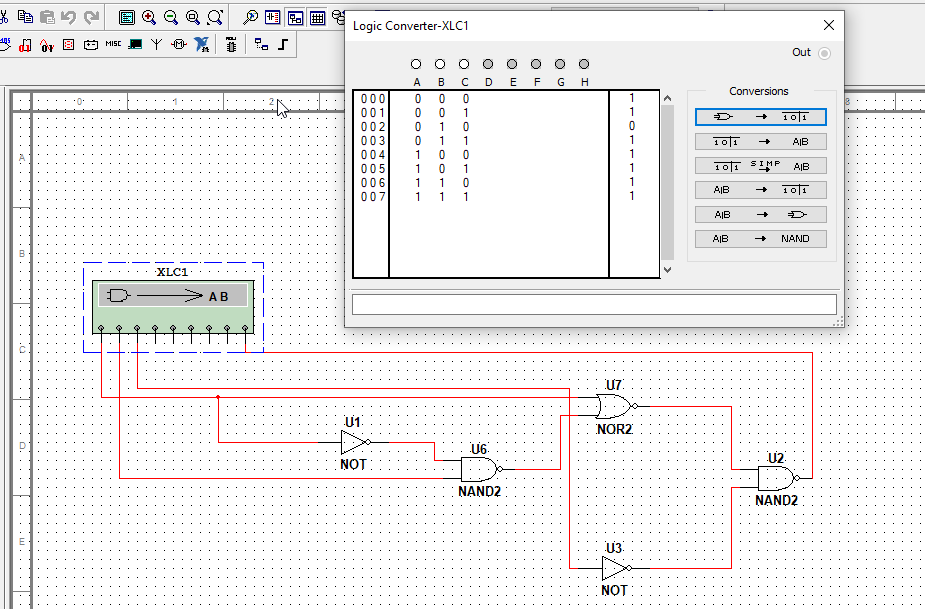 MISC
Logic Converter-XLC1
Out
A B C D E F G H
Conversions
000 0 0 0 1
001 0 0 1 1
002 0 1 0 0
003 0 1 1 1
004 1 0 0 1
005 1 0 1 1
006 1 1 0 1
007 1 1 1 1
→ 1 0 1
1 0 1 → A|B
1 0 1 SIMP → A|B
A|B → 1 0 1
A|B →
A|B → NAND
0 1 2 8
A
B
C
D
E
XLC1
A B
U1
NOT
U6
NAND2
U7
NOR2
U2
NAND2
U3
NOT